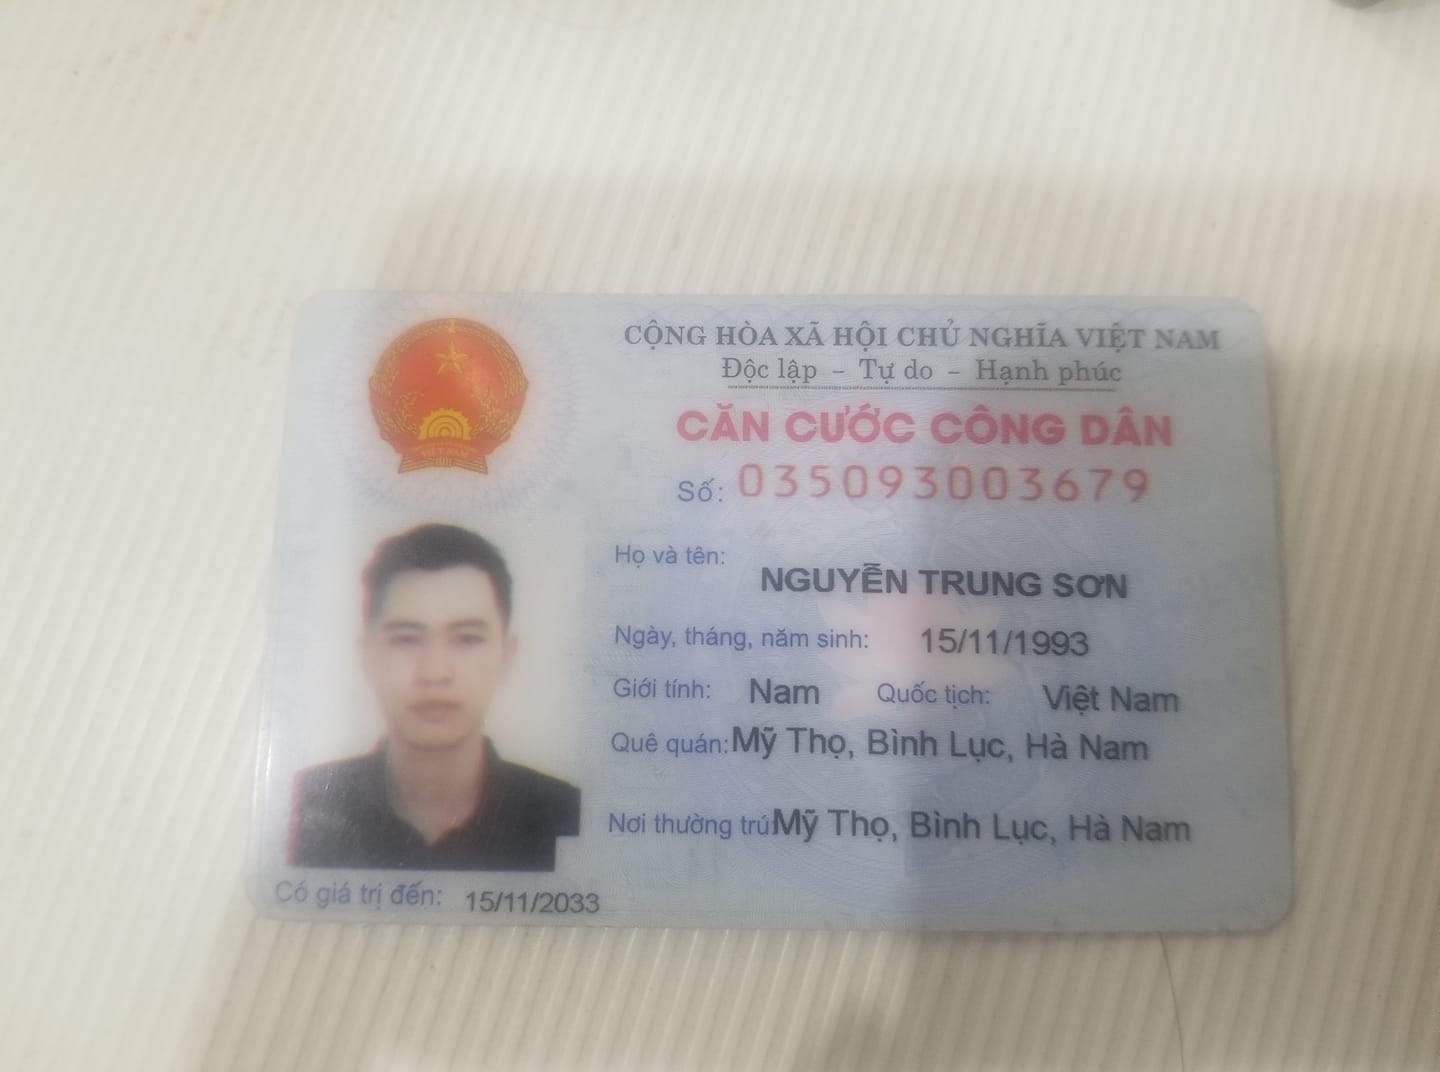 CỘNG HÒA XÃ HỘI CHỦ NGHĨA VIỆT NAM
Độc lập - Tự do - Hạnh phúc
CĂN CƯỚC CÔNG DÂN
Số: 035093003679
Họ và tên:
NGUYỄN TRUNG SƠN
Ngày, tháng, năm sinh: 15/11/1993
Giới tính: Nam Quốc tịch: Việt Nam
Quê quán: Mỹ Thọ, Bình Lục, Hà Nam
Nơi thường trú: Mỹ Thọ, Bình Lục, Hà Nam
Có giá trị đến: 15/11/2033
VIỆT NAM